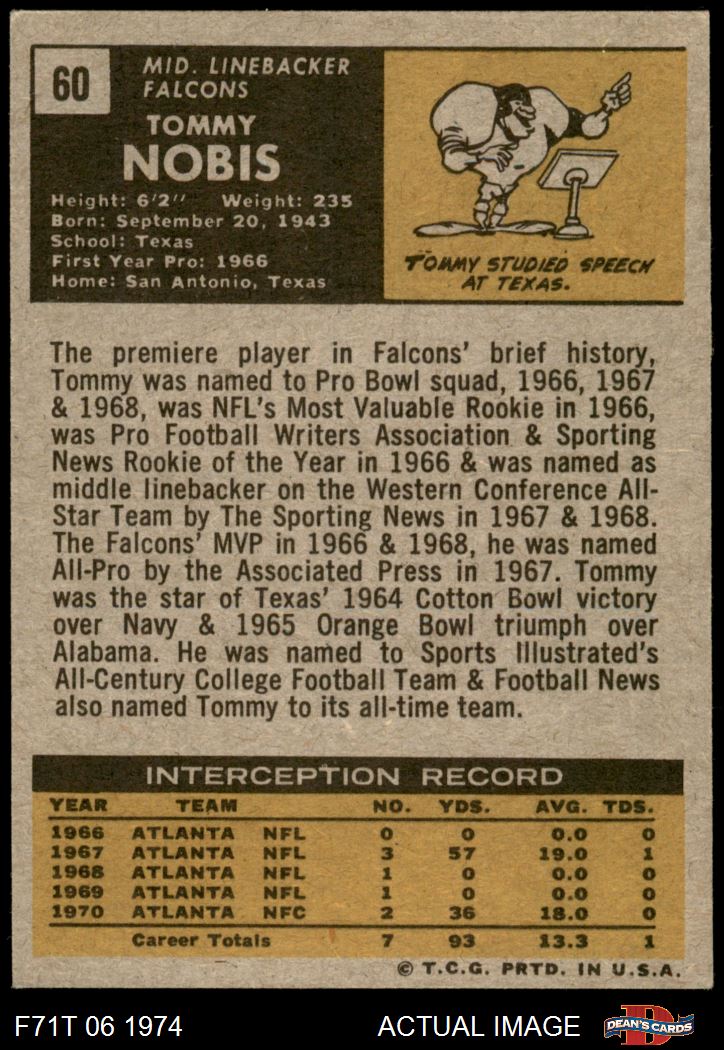 60
MID. LINEBACKER
FALCONS
TOMMY
NOBIS
Height: 6'2" Weight: 235
Born: September 20, 1943
School: Texas
First Year Pro: 1966
Home: San Antonio, Texas
TOMMY STUDIED SPEECH
AT TEXAS.
The premiere player in Falcons' brief history,
Tommy was named to Pro Bowl squad, 1966, 1967
& 1968, was NFL's Most Valuable Rookie in 1966,
was Pro Football Writers Association & Sporting
News Rookie of the Year in 1966 & was named as
middle linebacker on the Western Conference All-
Star Team by The Sporting News in 1967 & 1968.
The Falcons' MVP in 1966 & 1968, he was named
All-Pro by the Associated Press in 1967. Tommy
was the star of Texas' 1964 Cotton Bowl victory
over Navy & 1965 Orange Bowl triumph over
Alabama. He was named to Sports Illustrated's
All-Century College Football Team & Football News
also named Tommy to its all-time team.
INTERCEPTION RECORD
YEAR TEAM NO. YDS. AVG. TDS.
1966 ATLANTA NFL 0 0 0.0 0
1967 ATLANTA NFL 3 57 19.0 1
1968 ATLANTA NFL 1 0 0.0 0
1969 ATLANTA NFL 1 0 0.0 0
1970 ATLANTA NFC 2 36 18.0 0
Career Totals 7 93 13.3 1
© T.C.G. PRTD. IN U.S.A.
F71T 06 1974 ACTUAL IMAGE D DEAN'S CARDS